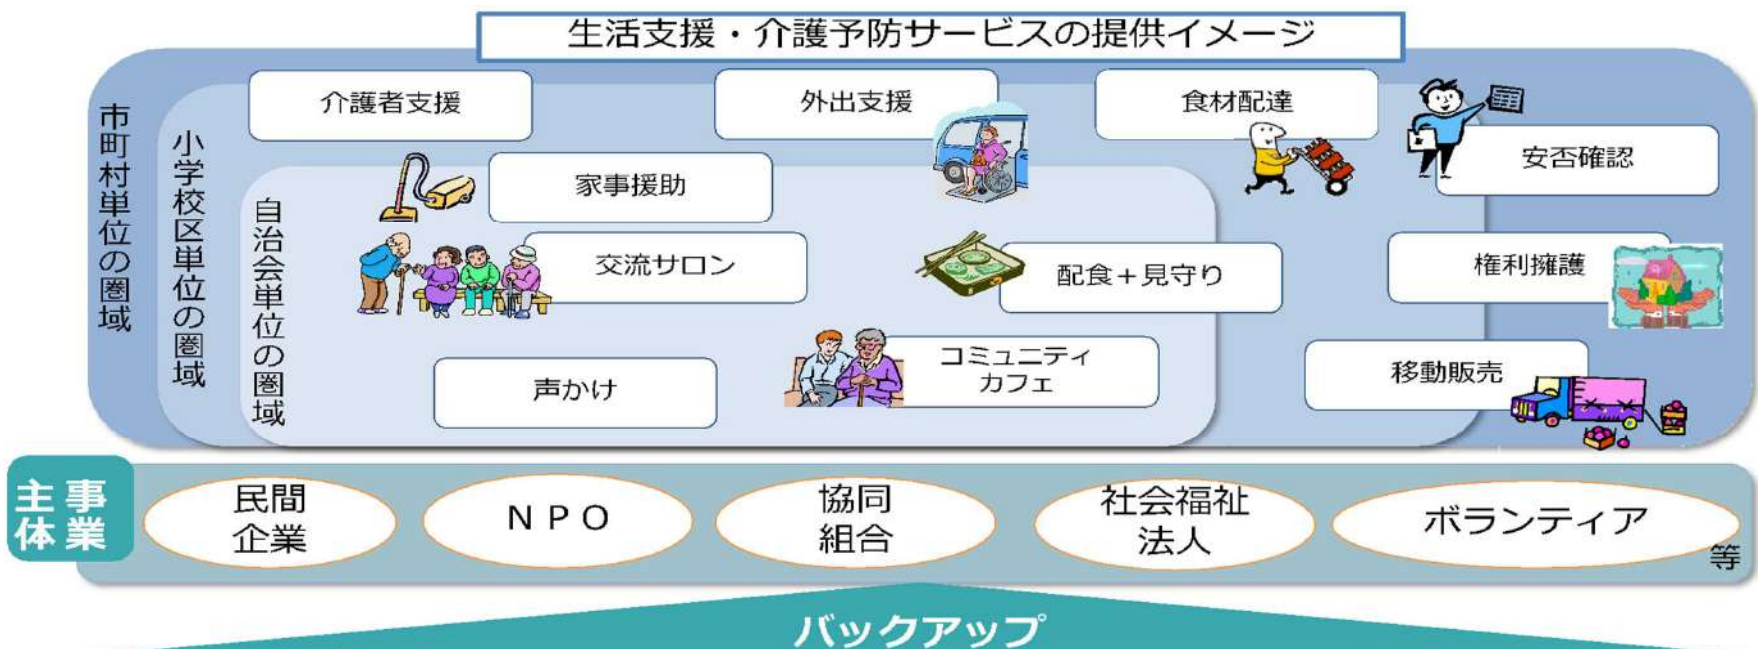 生活支援・介護予防サービスの提供イメージ
市町村単位の圏域
小学校区単位の圏域
自治会単位の圏域
介護者支援
外出支援
食材配達
安否確認
家事援助
交流サロン
配食+見守り
権利擁護
声かけ
コミュニティ
カフェ
移動販売
事業
主体
民間
企業
NPO
協同
組合
社会福祉
法人
ボランティア
等
バックアップ